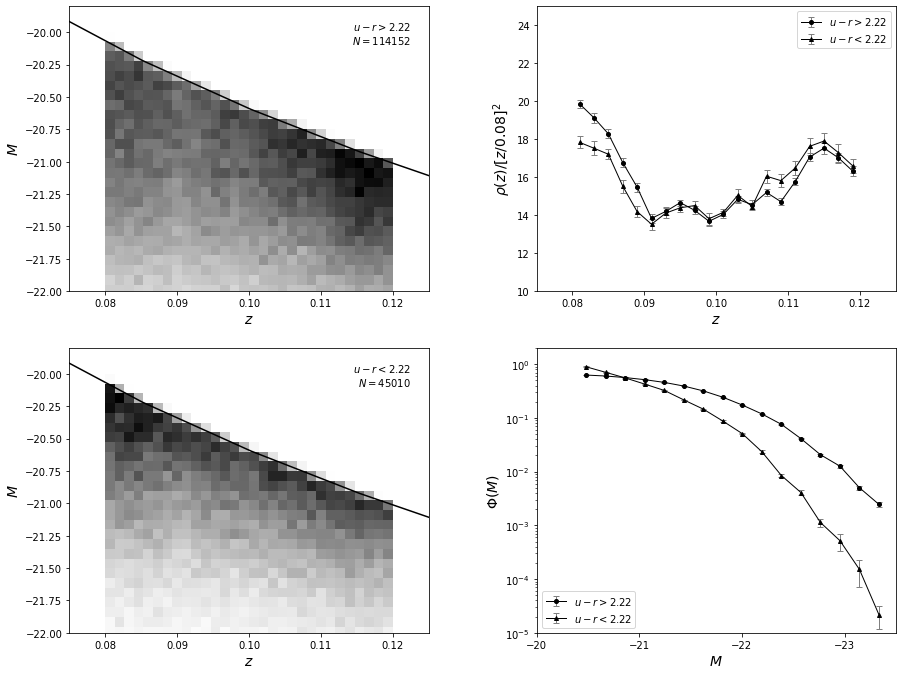 u − r > 2.22
N = 114152
−20.00
−20.25
−20.50
−20.75
−21.00
−21.25
−21.50
−21.75
−22.00
M
0.08 0.09 0.10 0.11 0.12
z
u − r > 2.22
u − r < 2.22
24
22
20
18
16
14
12
10
ρ(z)/[z/0.08]²
0.08 0.09 0.10 0.11 0.12
z
u − r < 2.22
N = 45010
−20.00
−20.25
−20.50
−20.75
−21.00
−21.25
−21.50
−21.75
−22.00
M
0.08 0.09 0.10 0.11 0.12
z
10⁰
10⁻¹
10⁻²
10⁻³
10⁻⁴
10⁻⁵
Φ(M)
u − r > 2.22
u − r < 2.22
−20 −21 −22 −23
M